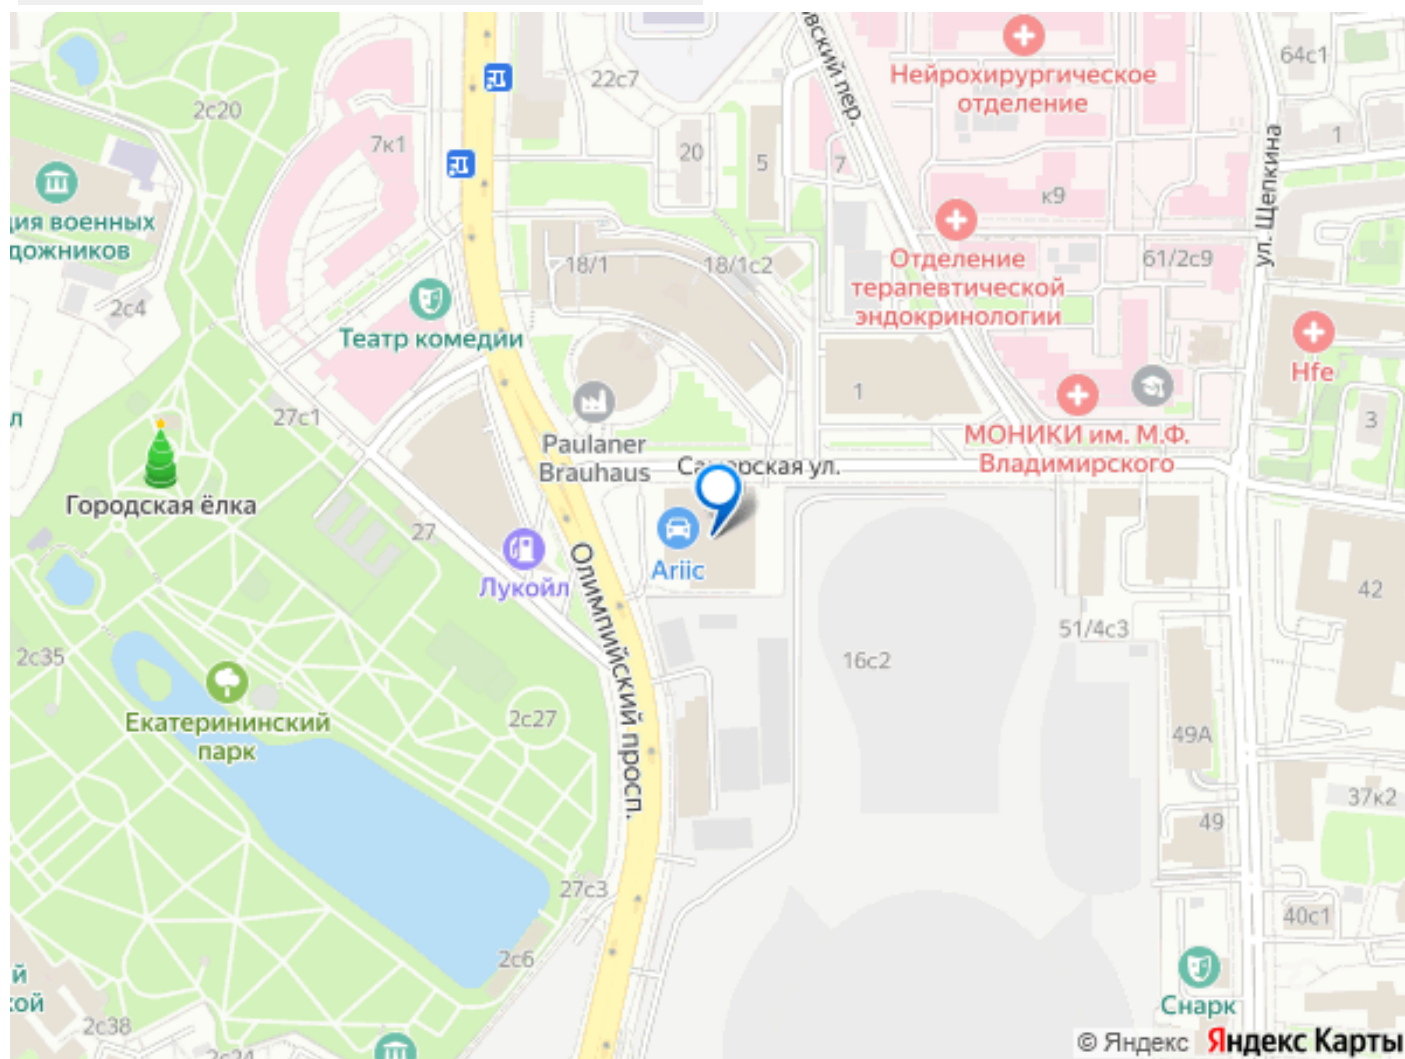 64с1
Нейрохирургическое
отделение
22с7
вский пер.
2с20
7к1
20
5
7
1
ул. Щепкина
к9
ия военных
дожников
18/1
18/1с2
Отделение
терапевтической
эндокринологии
61/2с9
2с4
Театр комедии
Hfe
27с1
1
3
л
Paulaner
Brauhaus
МОНИКИ им. М.Ф.
Владимирского
Городская ёлка
27
Лукойл
Ariic
Олимпийский просп.
42
51/4с3
2с35
16с2
Екатерининский
парк
2с27
49А
37к2
49
27с3
40с1
2с6
й
кой
Снарк
2с38
© Яндекс Яндекс Карты